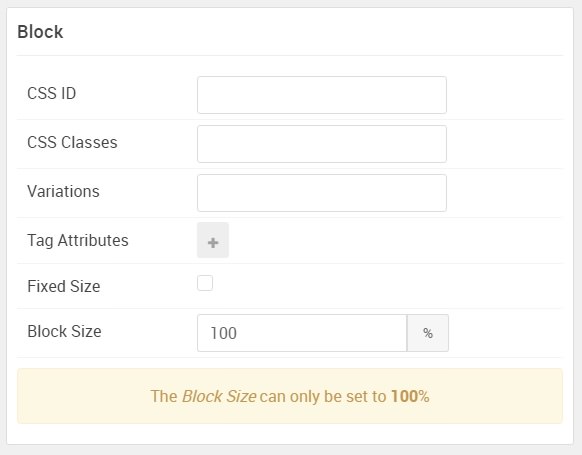 Block
CSS ID
CSS Classes
Variations
Tag Attributes
+
Fixed Size
Block Size 100 %
The Block Size can only be set to 100%